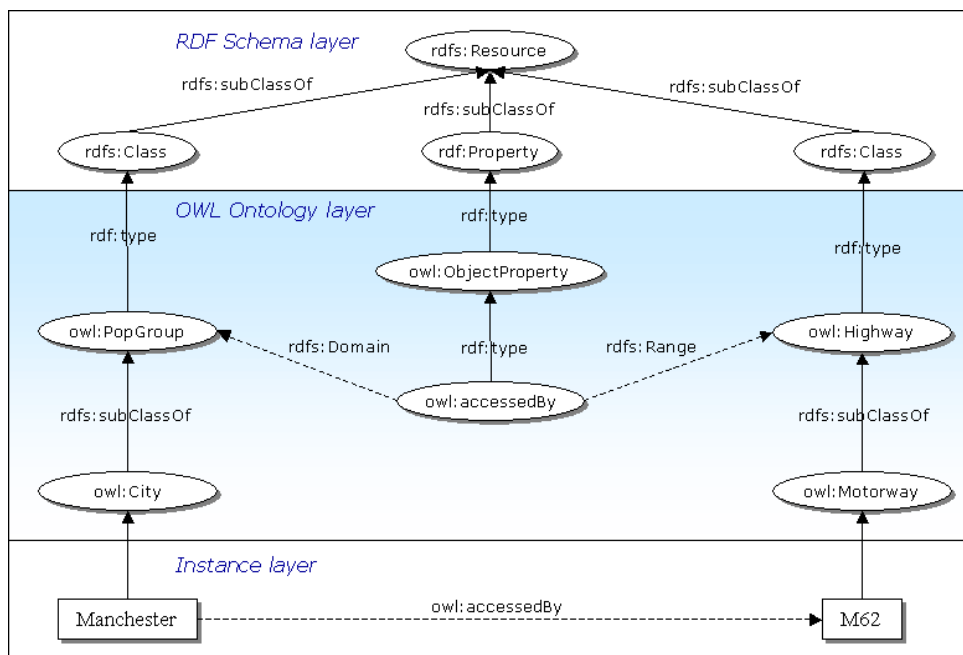 RDF Schema layer
rdfs:Resource
rdfs:subClassOf
rdfs:subClassOf
rdfs:subClassOf
rdfs:Class
rdf:Property
rdfs:Class
OWL Ontology layer
rdf:type
rdf:type
rdf:type
owl:ObjectProperty
owl:PopGroup
owl:Highway
rdfs:Domain
rdf:type
rdfs:Range
owl:accessedBy
rdfs:subClassOf
rdfs:subClassOf
owl:City
owl:Motorway
Instance layer
owl:accessedBy
Manchester
M62